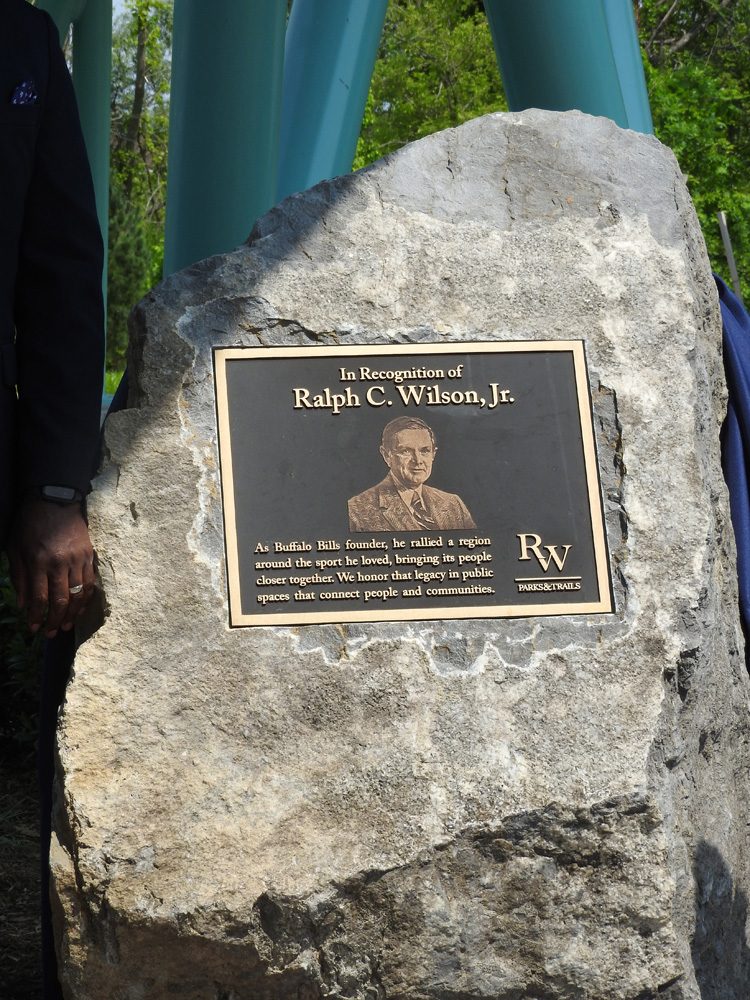 In Recognition of
Ralph C. Wilson, Jr.
As Buffalo Bills founder, he rallied a region
around the sport he loved, bringing its people
closer together. We honor that legacy in public
spaces that connect people and communities.
RW
PARKS&TRAILS